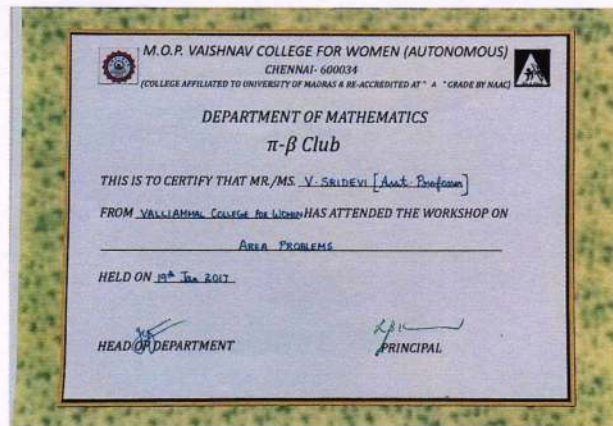 M.O.P. VAISHNAV COLLEGE FOR WOMEN (AUTONOMOUS)
CHENNAI- 600034
(COLLEGE AFFILIATED TO UNIVERSITY OF MADRAS & RE-ACCREDITED AT " A " GRADE BY NAAC)
DEPARTMENT OF MATHEMATICS
π-β Club
THIS IS TO CERTIFY THAT MR./MS. V. SRIDEVI [Asst. Professor]
FROM VALLIAMMAL COLLEGE FOR WOMEN HAS ATTENDED THE WORKSHOP ON
AREA PROBLEMS
HELD ON 19th Jan 2017
HEAD OF DEPARTMENT PRINCIPAL